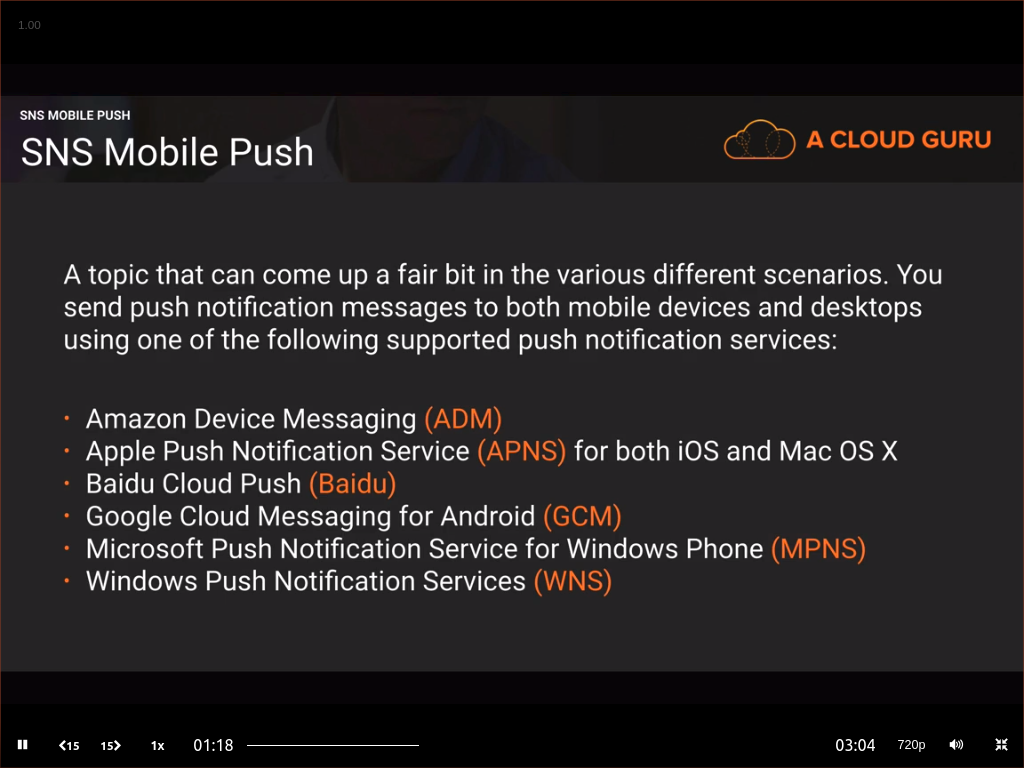 1.00
SNS MOBILE PUSH
SNS Mobile Push
A CLOUD GURU
A topic that can come up a fair bit in the various different scenarios. You
send push notification messages to both mobile devices and desktops
using one of the following supported push notification services:
· Amazon Device Messaging (ADM)
· Apple Push Notification Service (APNS) for both iOS and Mac OS X
· Baidu Cloud Push (Baidu)
· Google Cloud Messaging for Android (GCM)
· Microsoft Push Notification Service for Windows Phone (MPNS)
· Windows Push Notification Services (WNS)
15 15 1x 01:18 03:04 720p